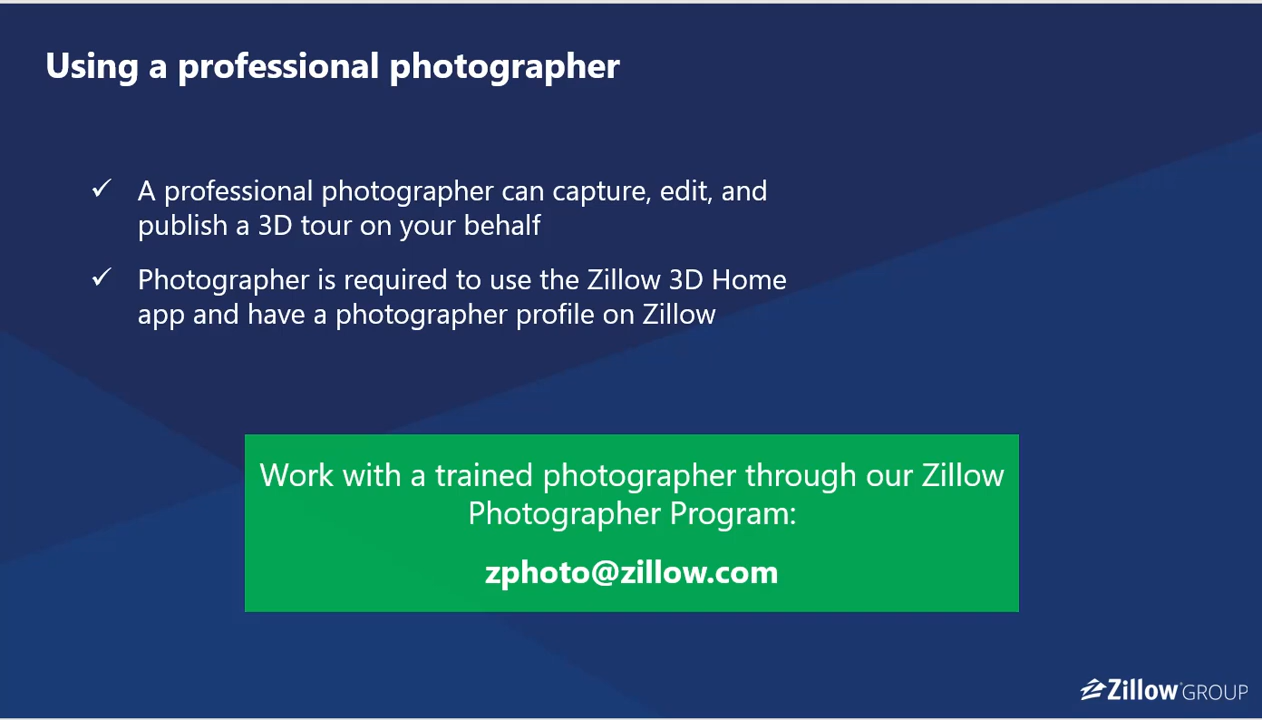 Using a professional photographer
✓ A professional photographer can capture, edit, and
publish a 3D tour on your behalf
✓ Photographer is required to use the Zillow 3D Home
app and have a photographer profile on Zillow
Work with a trained photographer through our Zillow
Photographer Program:
zphoto@zillow.com
Zillow® GROUP